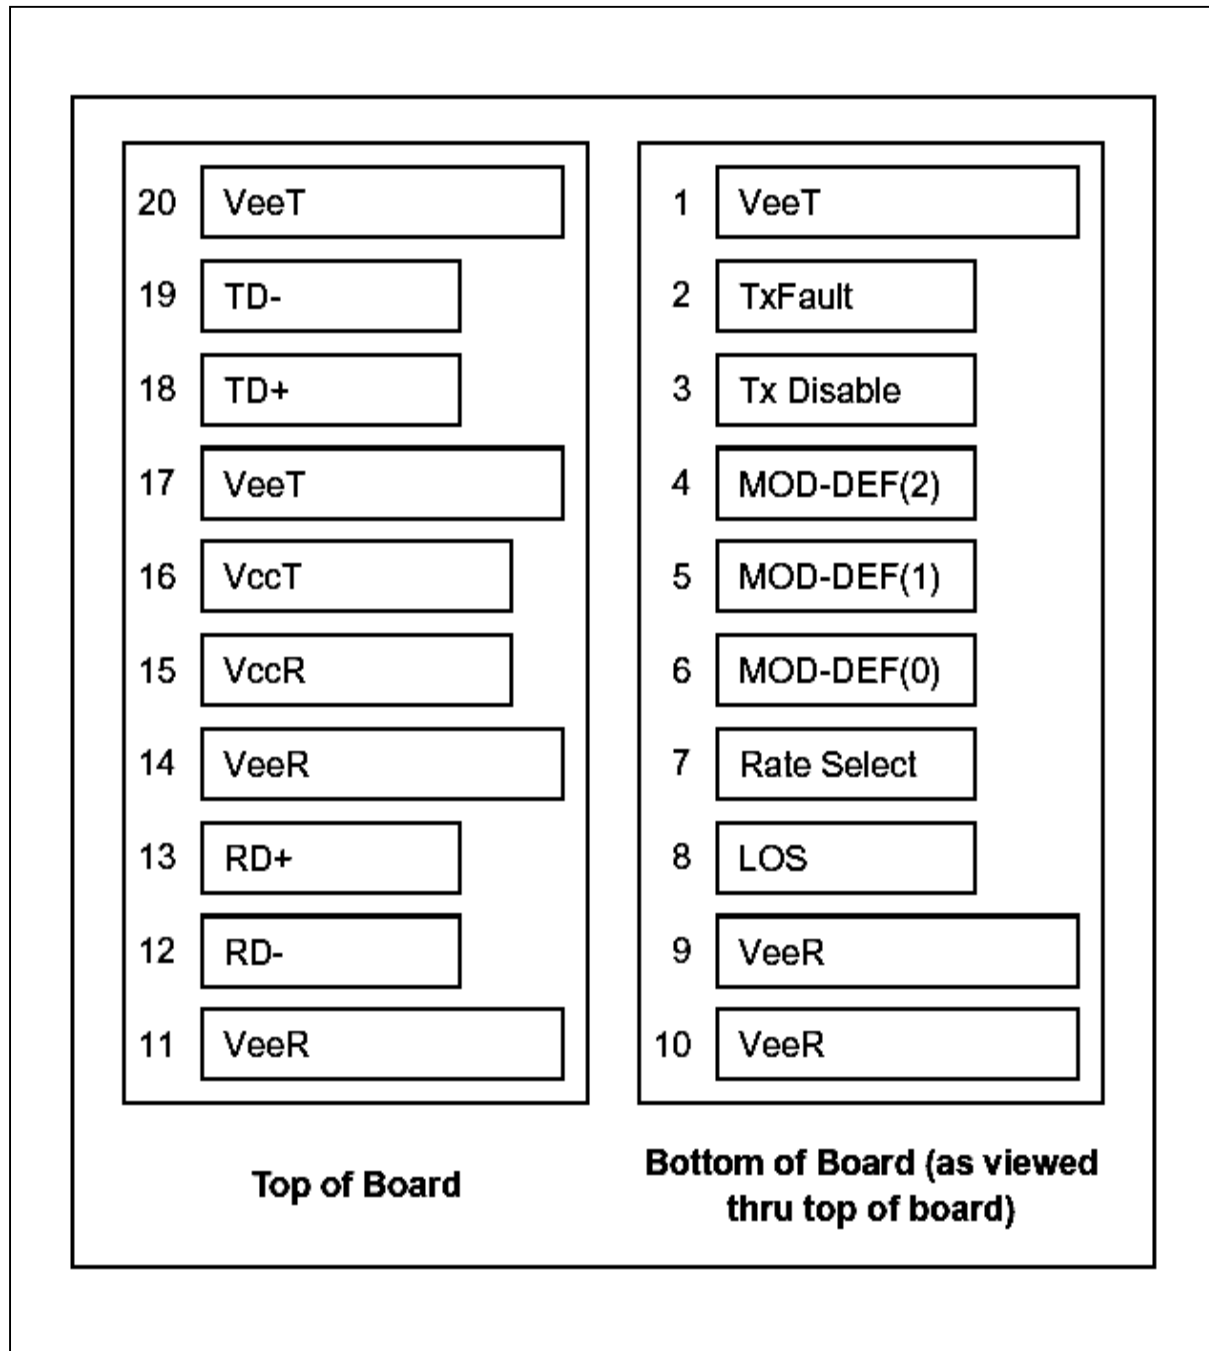 20 VeeT
19 TD-
18 TD+
17 VeeT
16 VccT
15 VccR
14 VeeR
13 RD+
12 RD-
11 VeeR
Top of Board
1 VeeT
2 TxFault
3 Tx Disable
4 MOD-DEF(2)
5 MOD-DEF(1)
6 MOD-DEF(0)
7 Rate Select
8 LOS
9 VeeR
10 VeeR
Bottom of Board (as viewed
thru top of board)